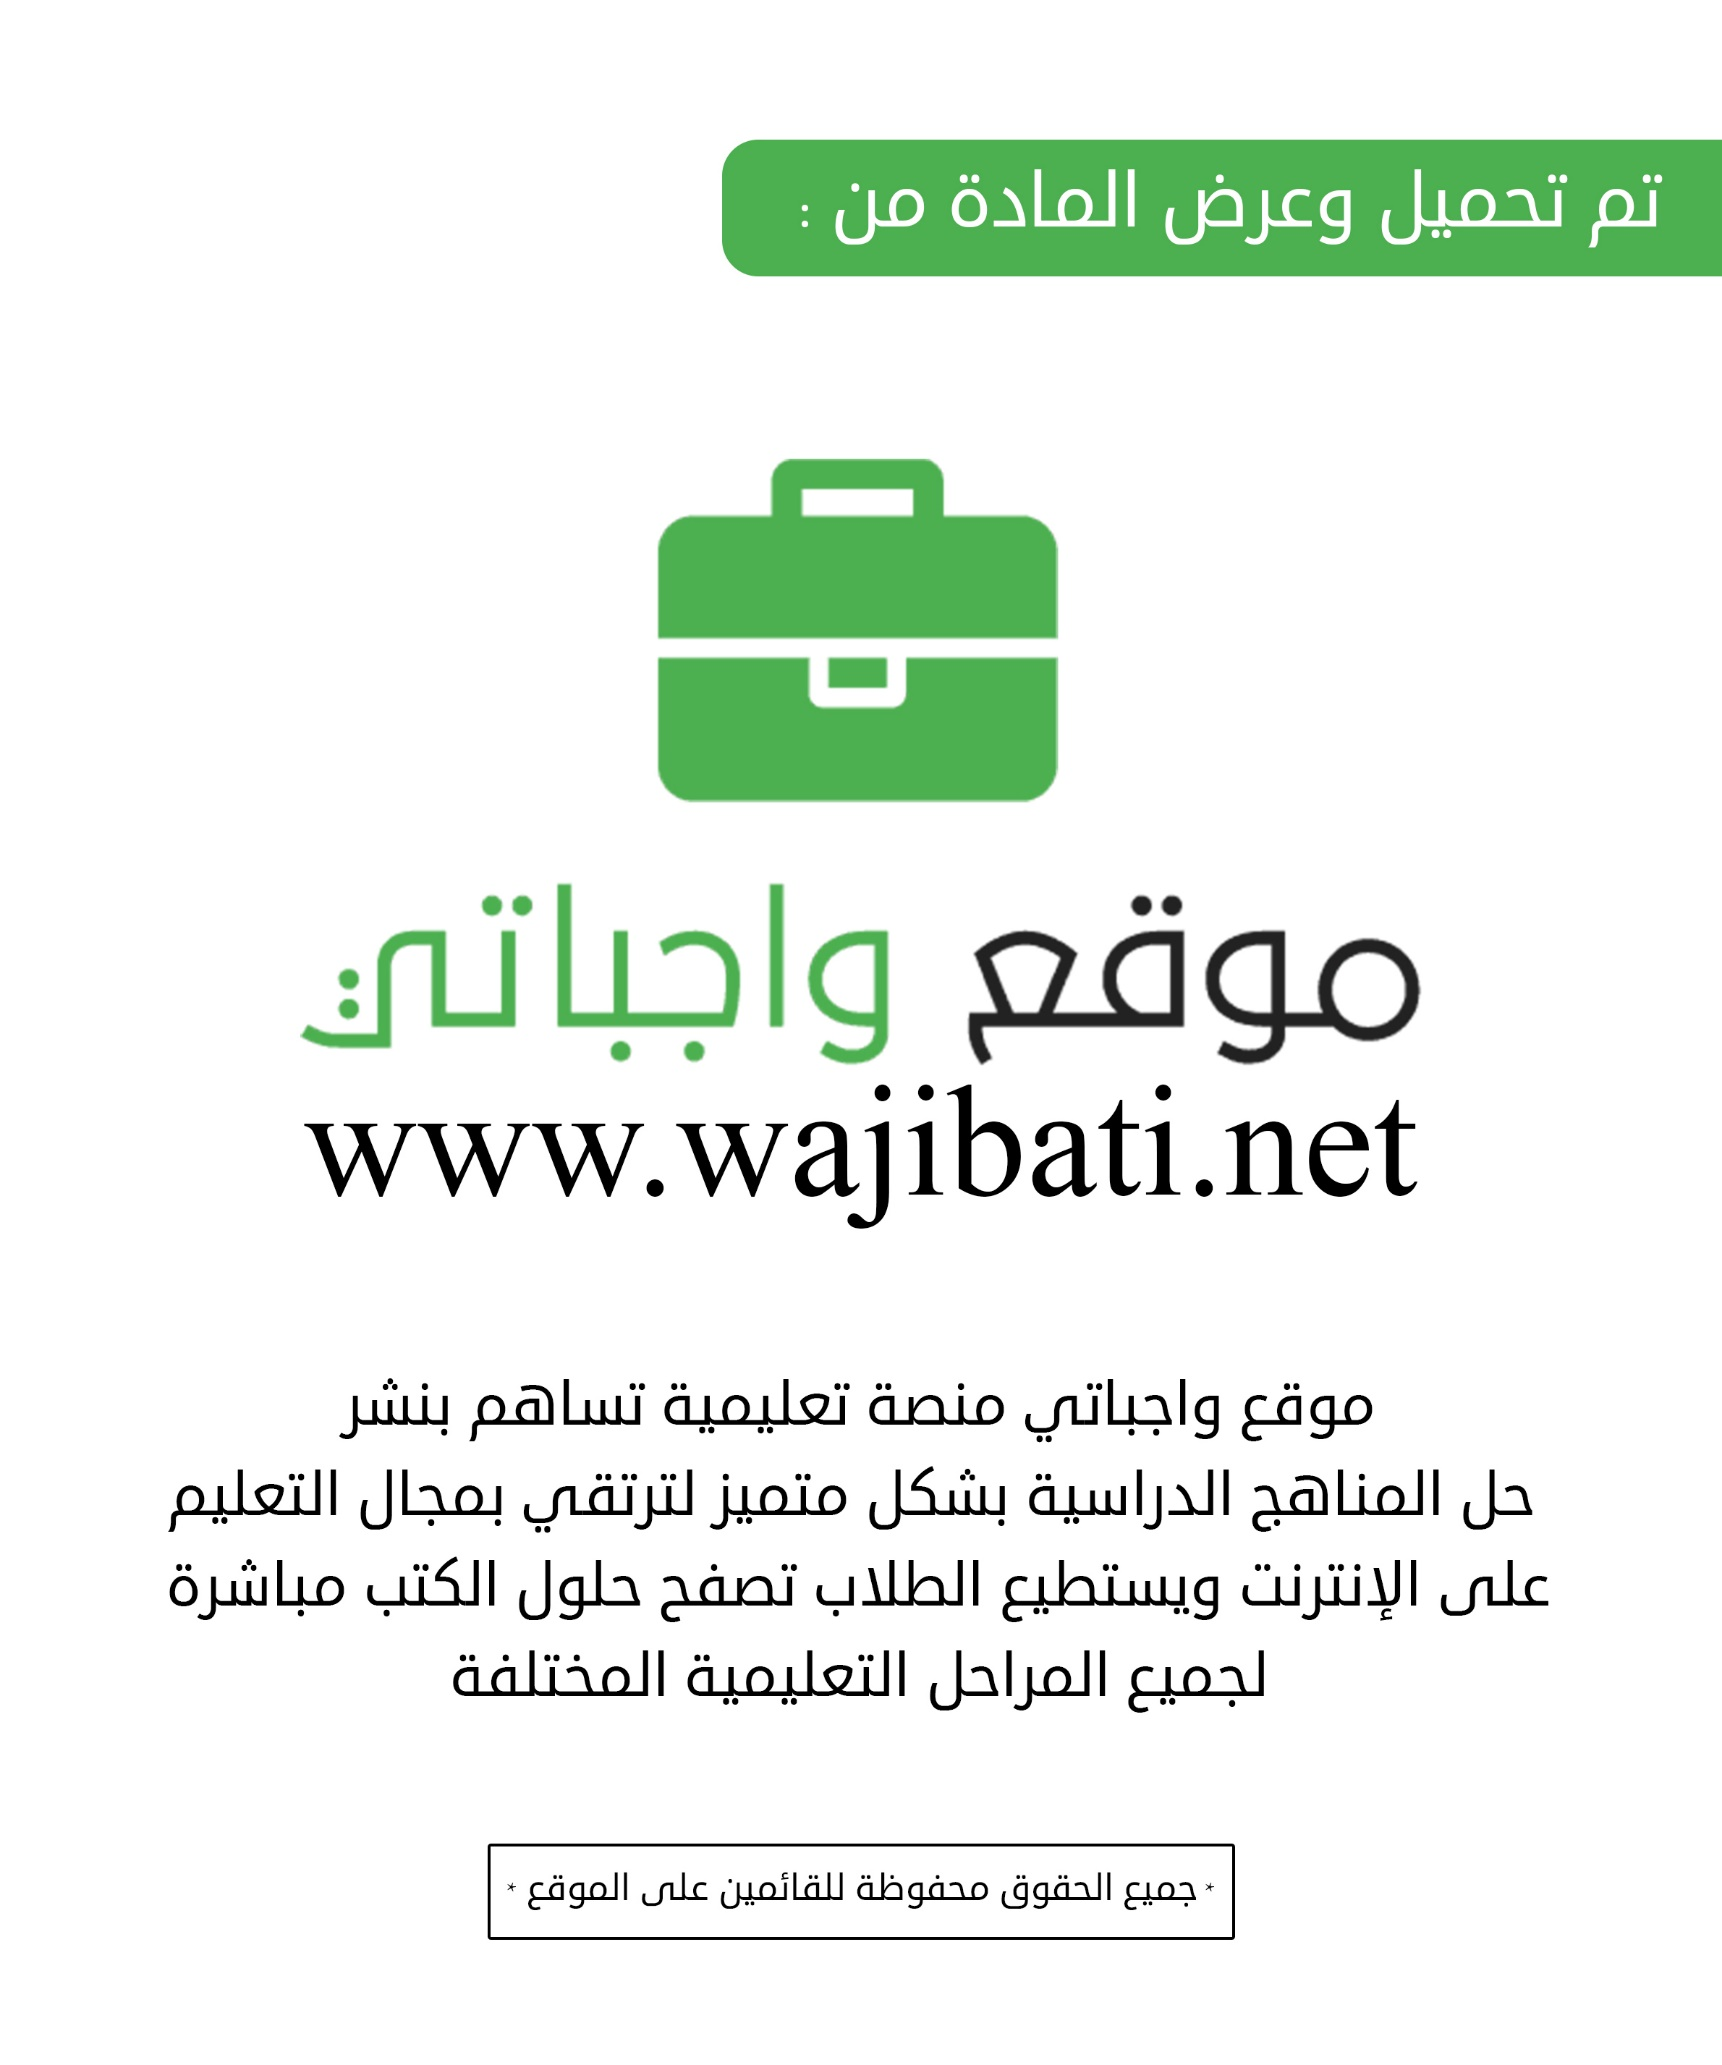 تم تحميل وعرض المادة من :
موقع واجباتي
www.wajibati.net
موقع واجباتي منصة تعليمية تساهم بنشر
حل المناهج الدراسية بشكل متميز لترتقي بمجال التعليم
على الإنترنت ويستطيع الطلاب تصفح حلول الكتب مباشرة
لجميع المراحل التعليمية المختلفة
* جميع الحقوق محفوظة للقائمين على الموقع *